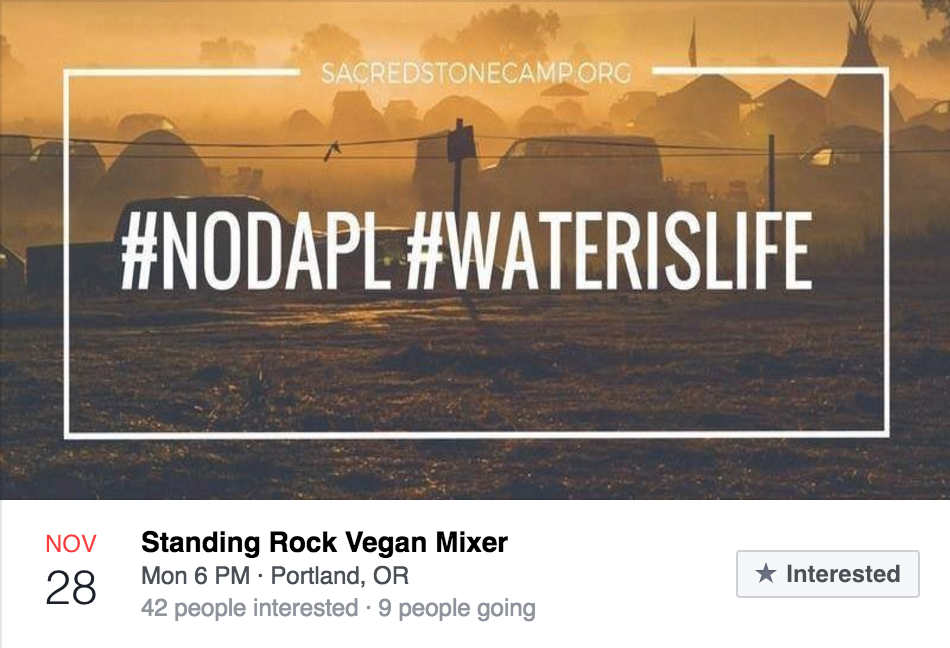 SACREDSTONECAMP.ORG
#NODAPL #WATERISLIFE
NOV
28
Standing Rock Vegan Mixer
Mon 6 PM · Portland, OR
42 people interested · 9 people going
★ Interested